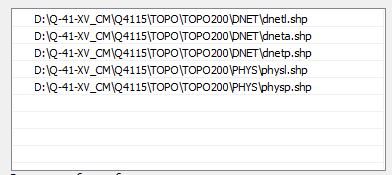 D:\Q-41-XV_CM\Q4115\TOPO\TOPO200\DNET\dnetl.shp
D:\Q-41-XV_CM\Q4115\TOPO\TOPO200\DNET\dneta.shp
D:\Q-41-XV_CM\Q4115\TOPO\TOPO200\DNET\dnetp.shp
D:\Q-41-XV_CM\Q4115\TOPO\TOPO200\PHYS\physl.shp
D:\Q-41-XV_CM\Q4115\TOPO\TOPO200\PHYS\physp.shp